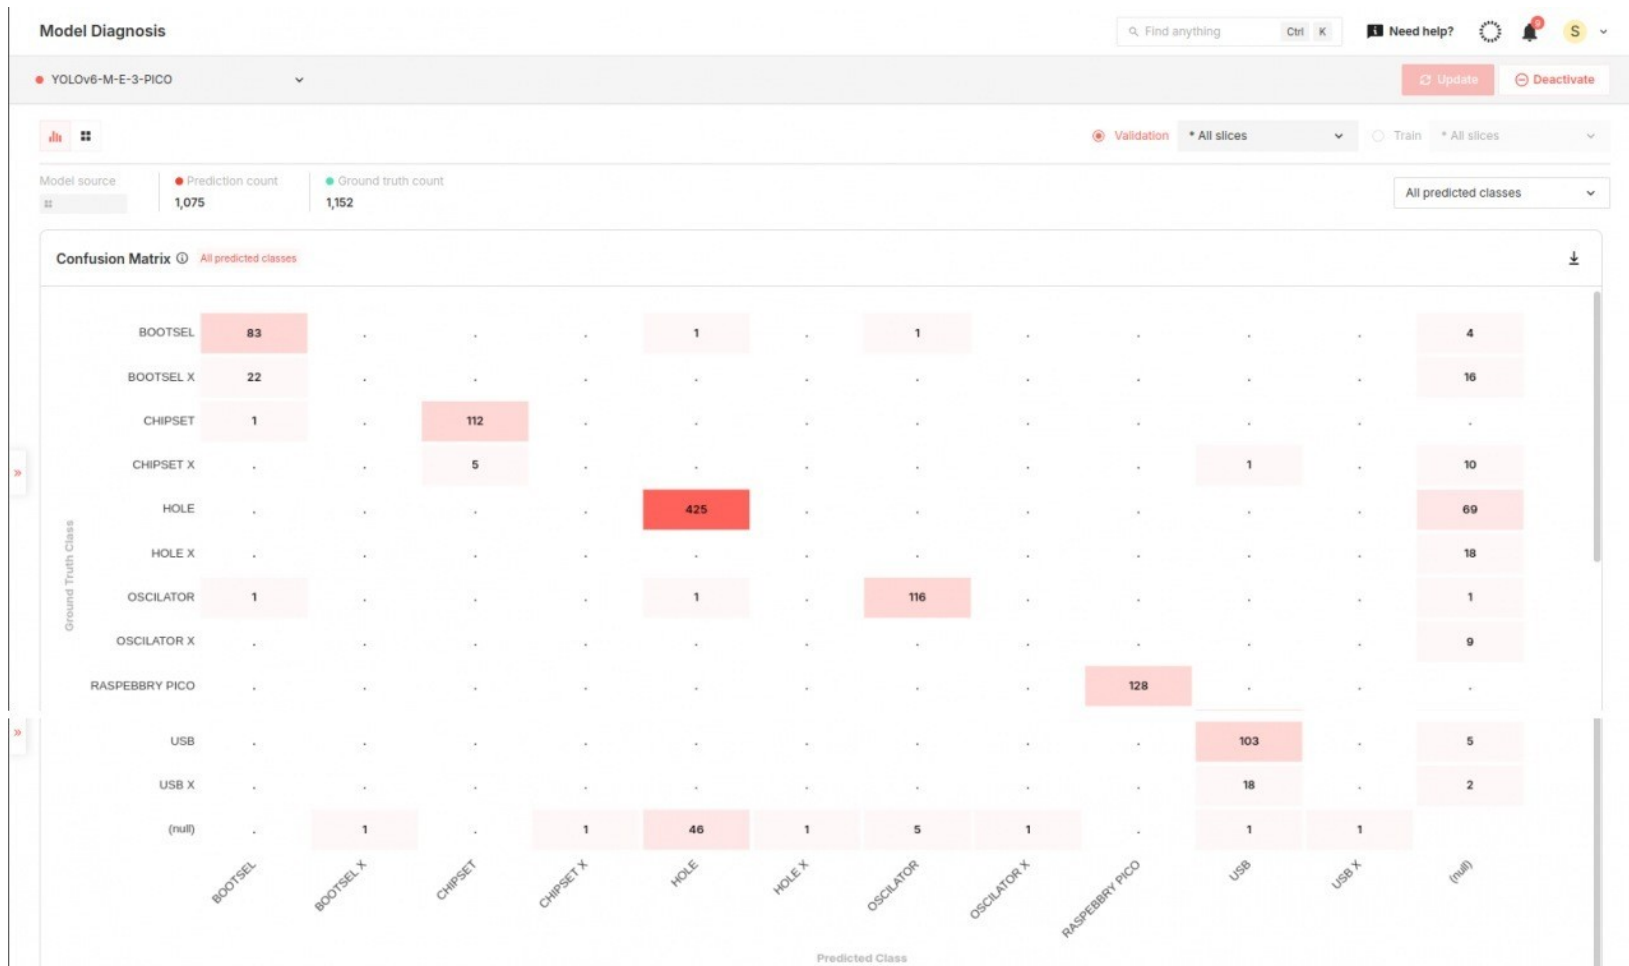 Model Diagnosis
Find anything Ctrl K Need help? 9 S
YOLOv6-M-E-3-PICO Update Deactivate
Validation * All slices Train * All slices
Model source Prediction count Ground truth count
1,075 1,152 All predicted classes
Confusion Matrix All predicted classes
BOOTSEL 83 . . . 1 . 1 . . . . 4
BOOTSEL X 22 . . . . . . . . . . 16
CHIPSET 1 . 112 . . . . . . . . .
CHIPSET X . . 5 . . . . . . 1 . 10
HOLE . . . . 425 . . . . . . 69
HOLE X . . . . . . . . . . . 18
OSCILATOR 1 . . . 1 . 116 . . . . 1
OSCILATOR X . . . . . . . . . . . 9
RASPEBBRY PICO . . . . . . . . 128 . . .
USB . . . . . . . . . 103 . 5
USB X . . . . . . . . . 18 . 2
(null) . 1 . 1 46 1 5 1 . 1 1
Ground Truth Class
BOOTSEL BOOTSEL X CHIPSET CHIPSET X HOLE HOLE X OSCILATOR OSCILATOR X RASPEBBRY PICO USB USB X (null)
Predicted Class